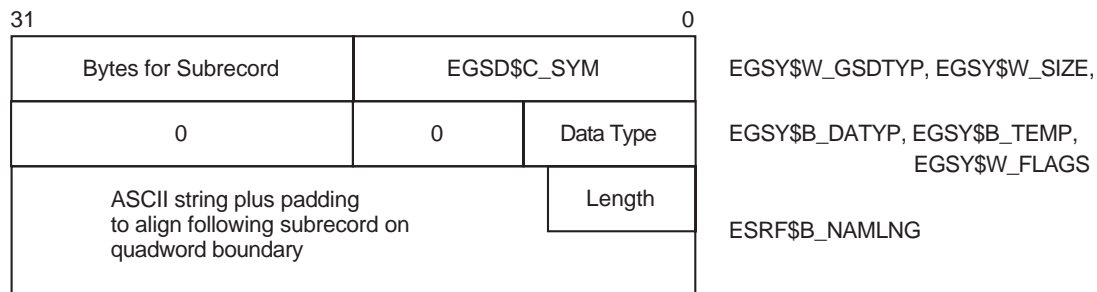 31 0
Bytes for Subrecord EGSD$C_SYM EGSY$W_GSDTYP, EGSY$W_SIZE,
0 0 Data Type EGSY$B_DATYP, EGSY$B_TEMP,
EGSY$W_FLAGS
ASCII string plus padding Length
to align following subrecord on
quadword boundary
ESRF$B_NAMLNG